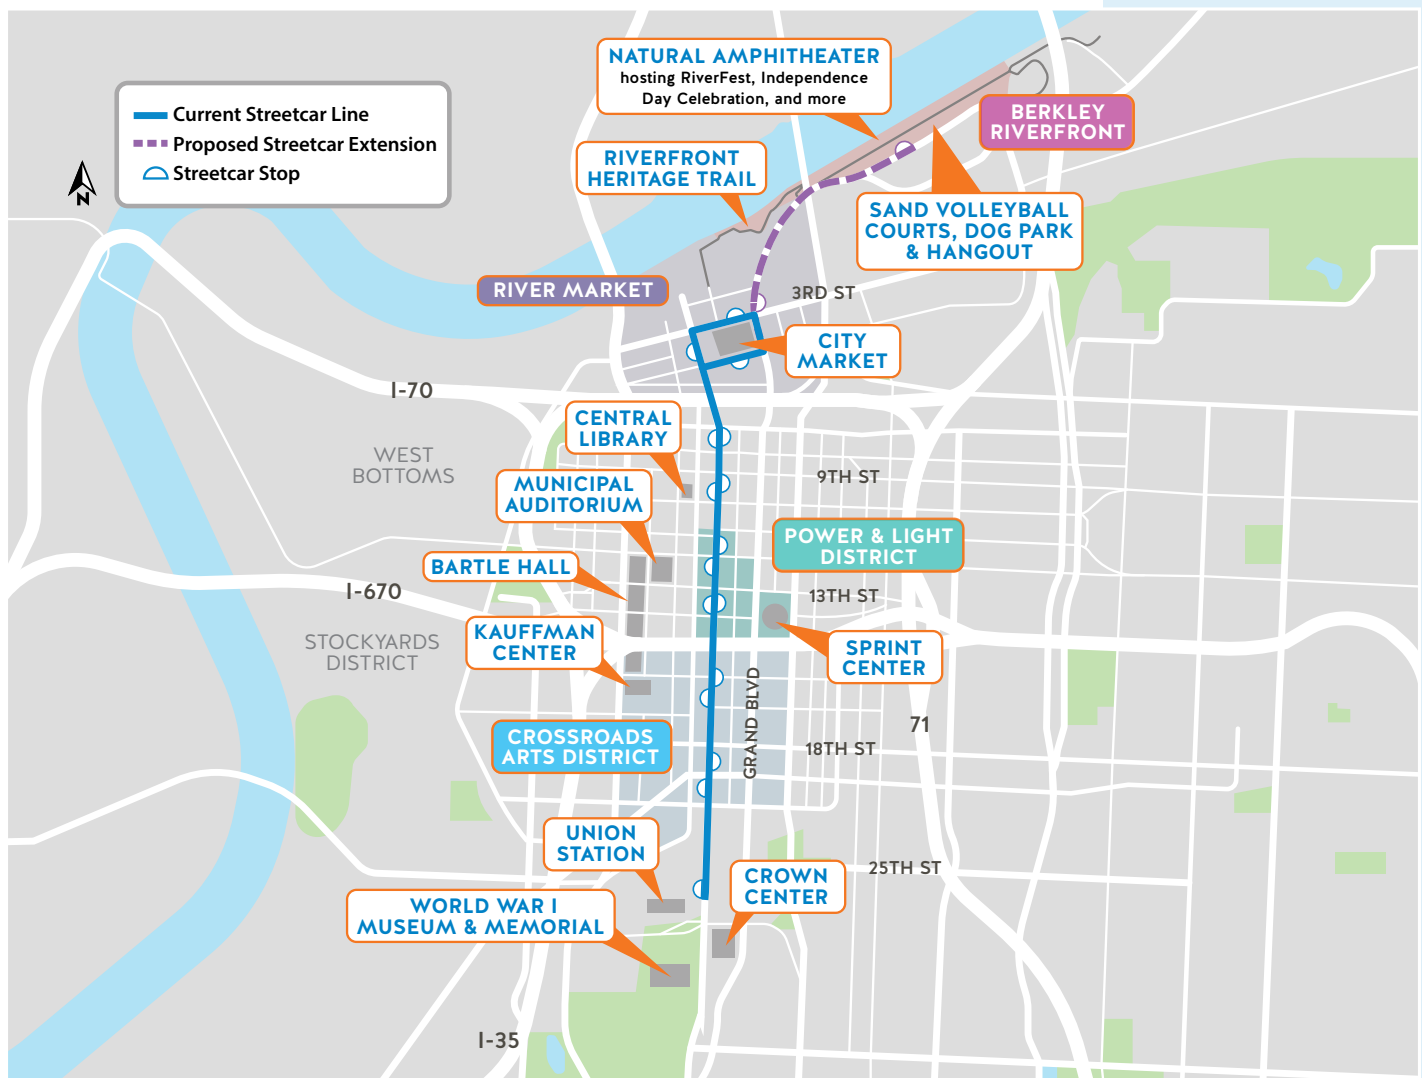 NATURAL AMPHITHEATER
hosting RiverFest, Independence
Day Celebration, and more
Current Streetcar Line
Proposed Streetcar Extension
Streetcar Stop
N
BERKLEY
RIVERFRONT
RIVERFRONT
HERITAGE TRAIL
SAND VOLLEYBALL
COURTS, DOG PARK
& HANGOUT
RIVER MARKET
3RD ST
CITY
MARKET
I-70
CENTRAL
LIBRARY
WEST
BOTTOMS
9TH ST
MUNICIPAL
AUDITORIUM
POWER & LIGHT
DISTRICT
BARTLE HALL
I-670
13TH ST
KAUFFMAN
CENTER
STOCKYARDS
DISTRICT
SPRINT
CENTER
GRAND BLVD
71
CROSSROADS
ARTS DISTRICT
18TH ST
UNION
STATION
25TH ST
CROWN
CENTER
WORLD WAR I
MUSEUM & MEMORIAL
I-35